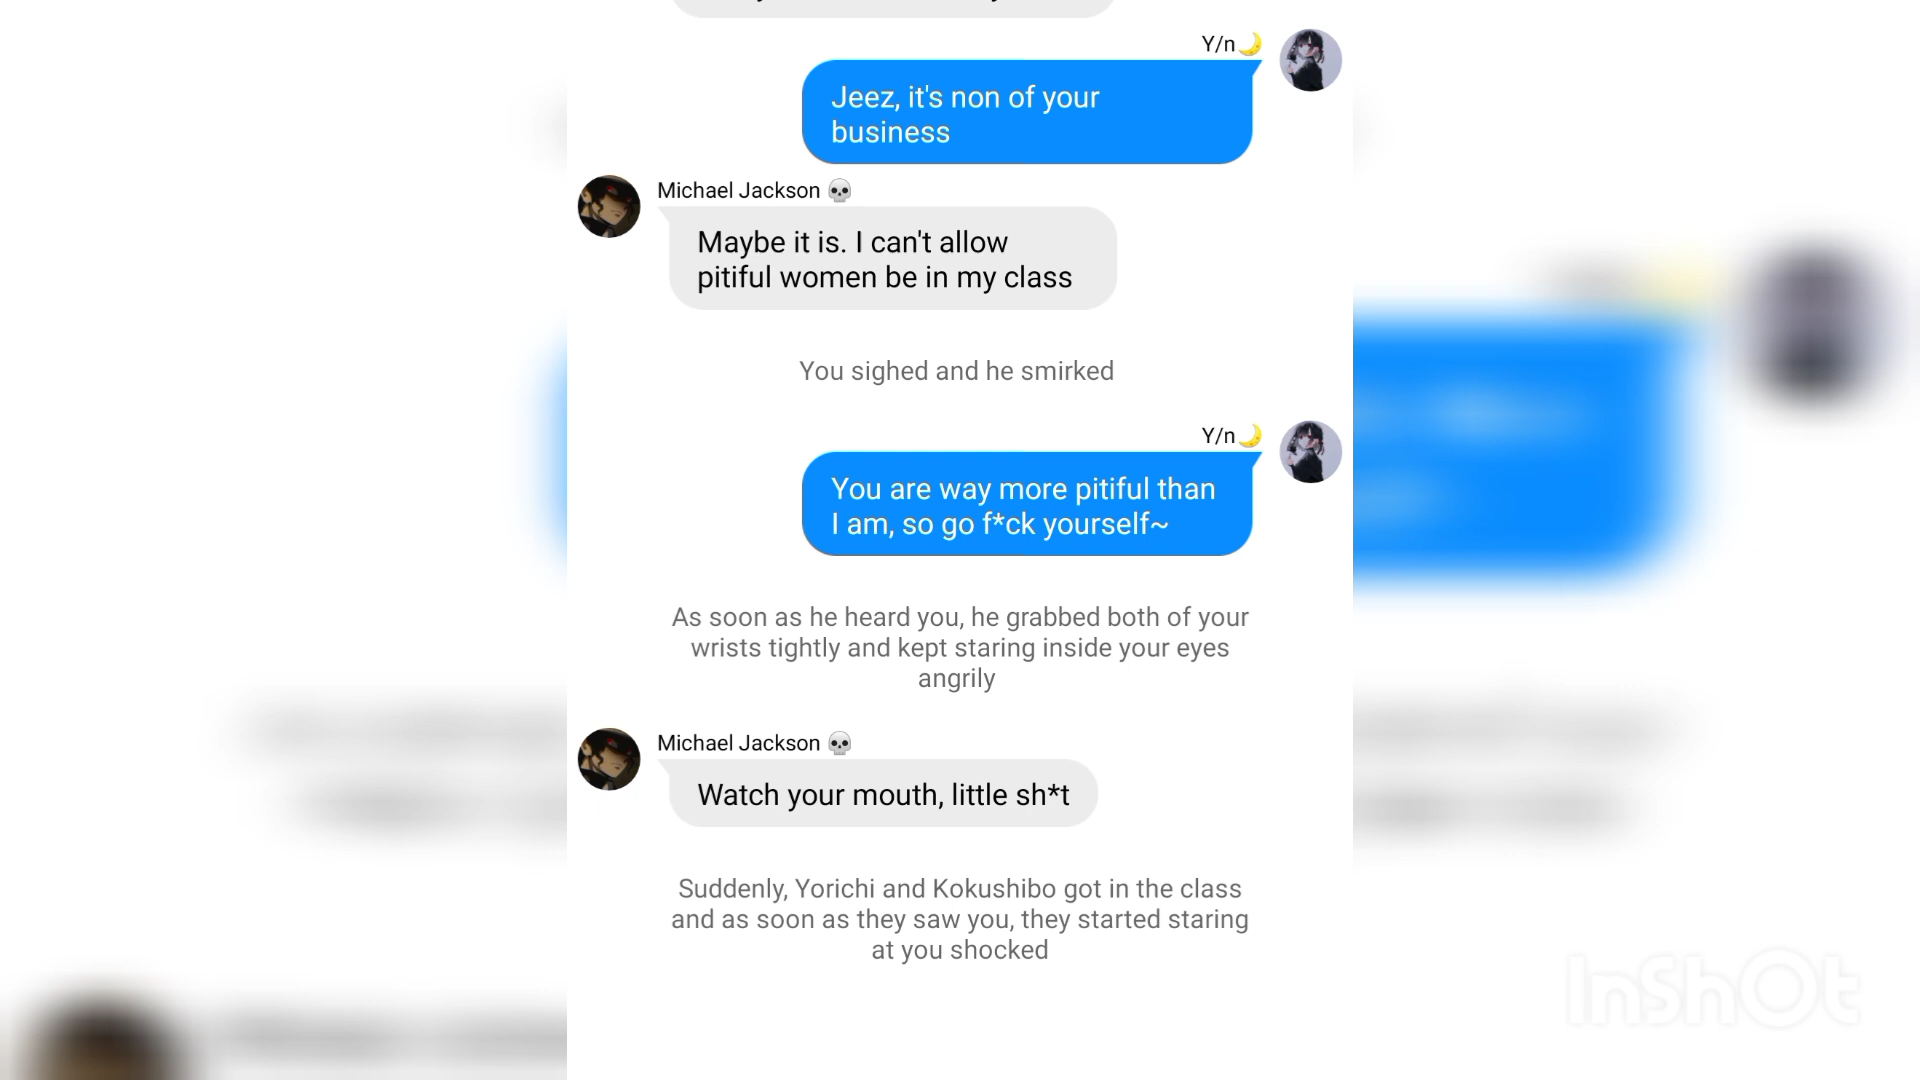 Y/n🌙
Jeez, it's non of your
business
Michael Jackson 💀
Maybe it is. I can't allow
pitiful women be in my class
You sighed and he smirked
Y/n🌙
You are way more pitiful than
I am, so go f*ck yourself~
As soon as he heard you, he grabbed both of your
wrists tightly and kept staring inside your eyes
angrily
Michael Jackson 💀
Watch your mouth, little sh*t
Suddenly, Yorichi and Kokushibo got in the class
and as soon as they saw you, they started staring
at you shocked
InShOt